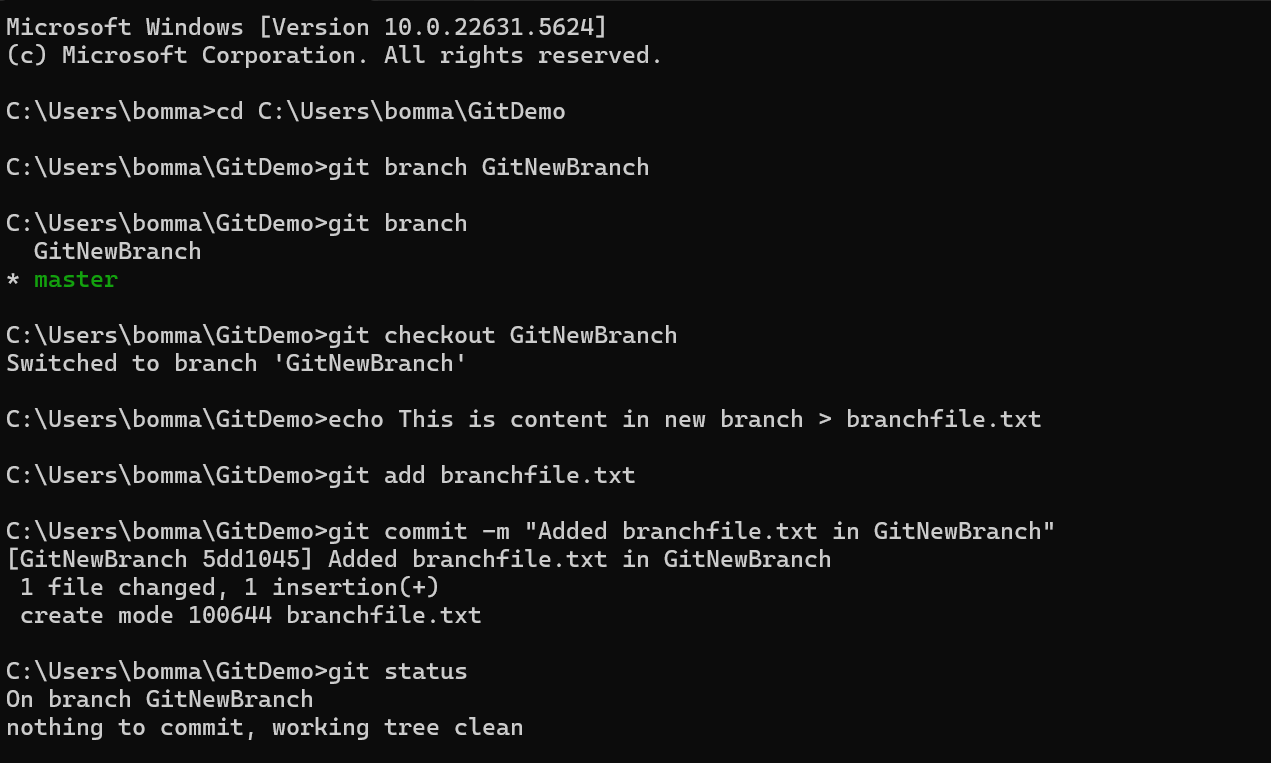 Microsoft Windows [Version 10.0.22631.5624]
(c) Microsoft Corporation. All rights reserved.
C:\Users\bomma>cd C:\Users\bomma\GitDemo
C:\Users\bomma\GitDemo>git branch GitNewBranch
C:\Users\bomma\GitDemo>git branch
  GitNewBranch
* master
C:\Users\bomma\GitDemo>git checkout GitNewBranch
Switched to branch 'GitNewBranch'
C:\Users\bomma\GitDemo>echo This is content in new branch > branchfile.txt
C:\Users\bomma\GitDemo>git add branchfile.txt
C:\Users\bomma\GitDemo>git commit -m "Added branchfile.txt in GitNewBranch"
[GitNewBranch 5dd1045] Added branchfile.txt in GitNewBranch
 1 file changed, 1 insertion(+)
 create mode 100644 branchfile.txt
C:\Users\bomma\GitDemo>git status
On branch GitNewBranch
nothing to commit, working tree clean